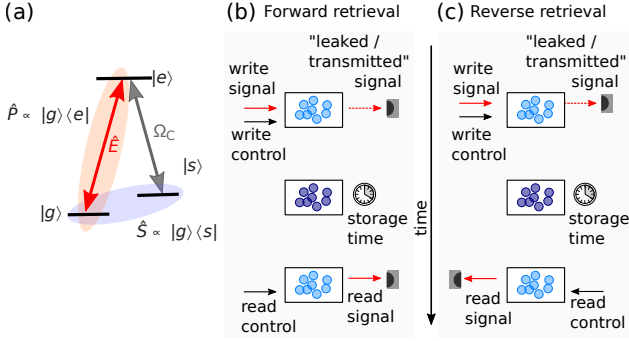 (a)
|e⟩
P̂ ∝ |g⟩⟨e|
Ê
Ω_C
|s⟩
|g⟩
Ŝ ∝ |g⟩⟨s|
(b) Forward retrieval
"leaked /
transmitted"
signal
write
signal
write
control
storage
time
read
control
read
signal
time
(c) Reverse retrieval
"leaked /
transmitted"
signal
write
signal
write
control
storage
time
read
signal
read
control